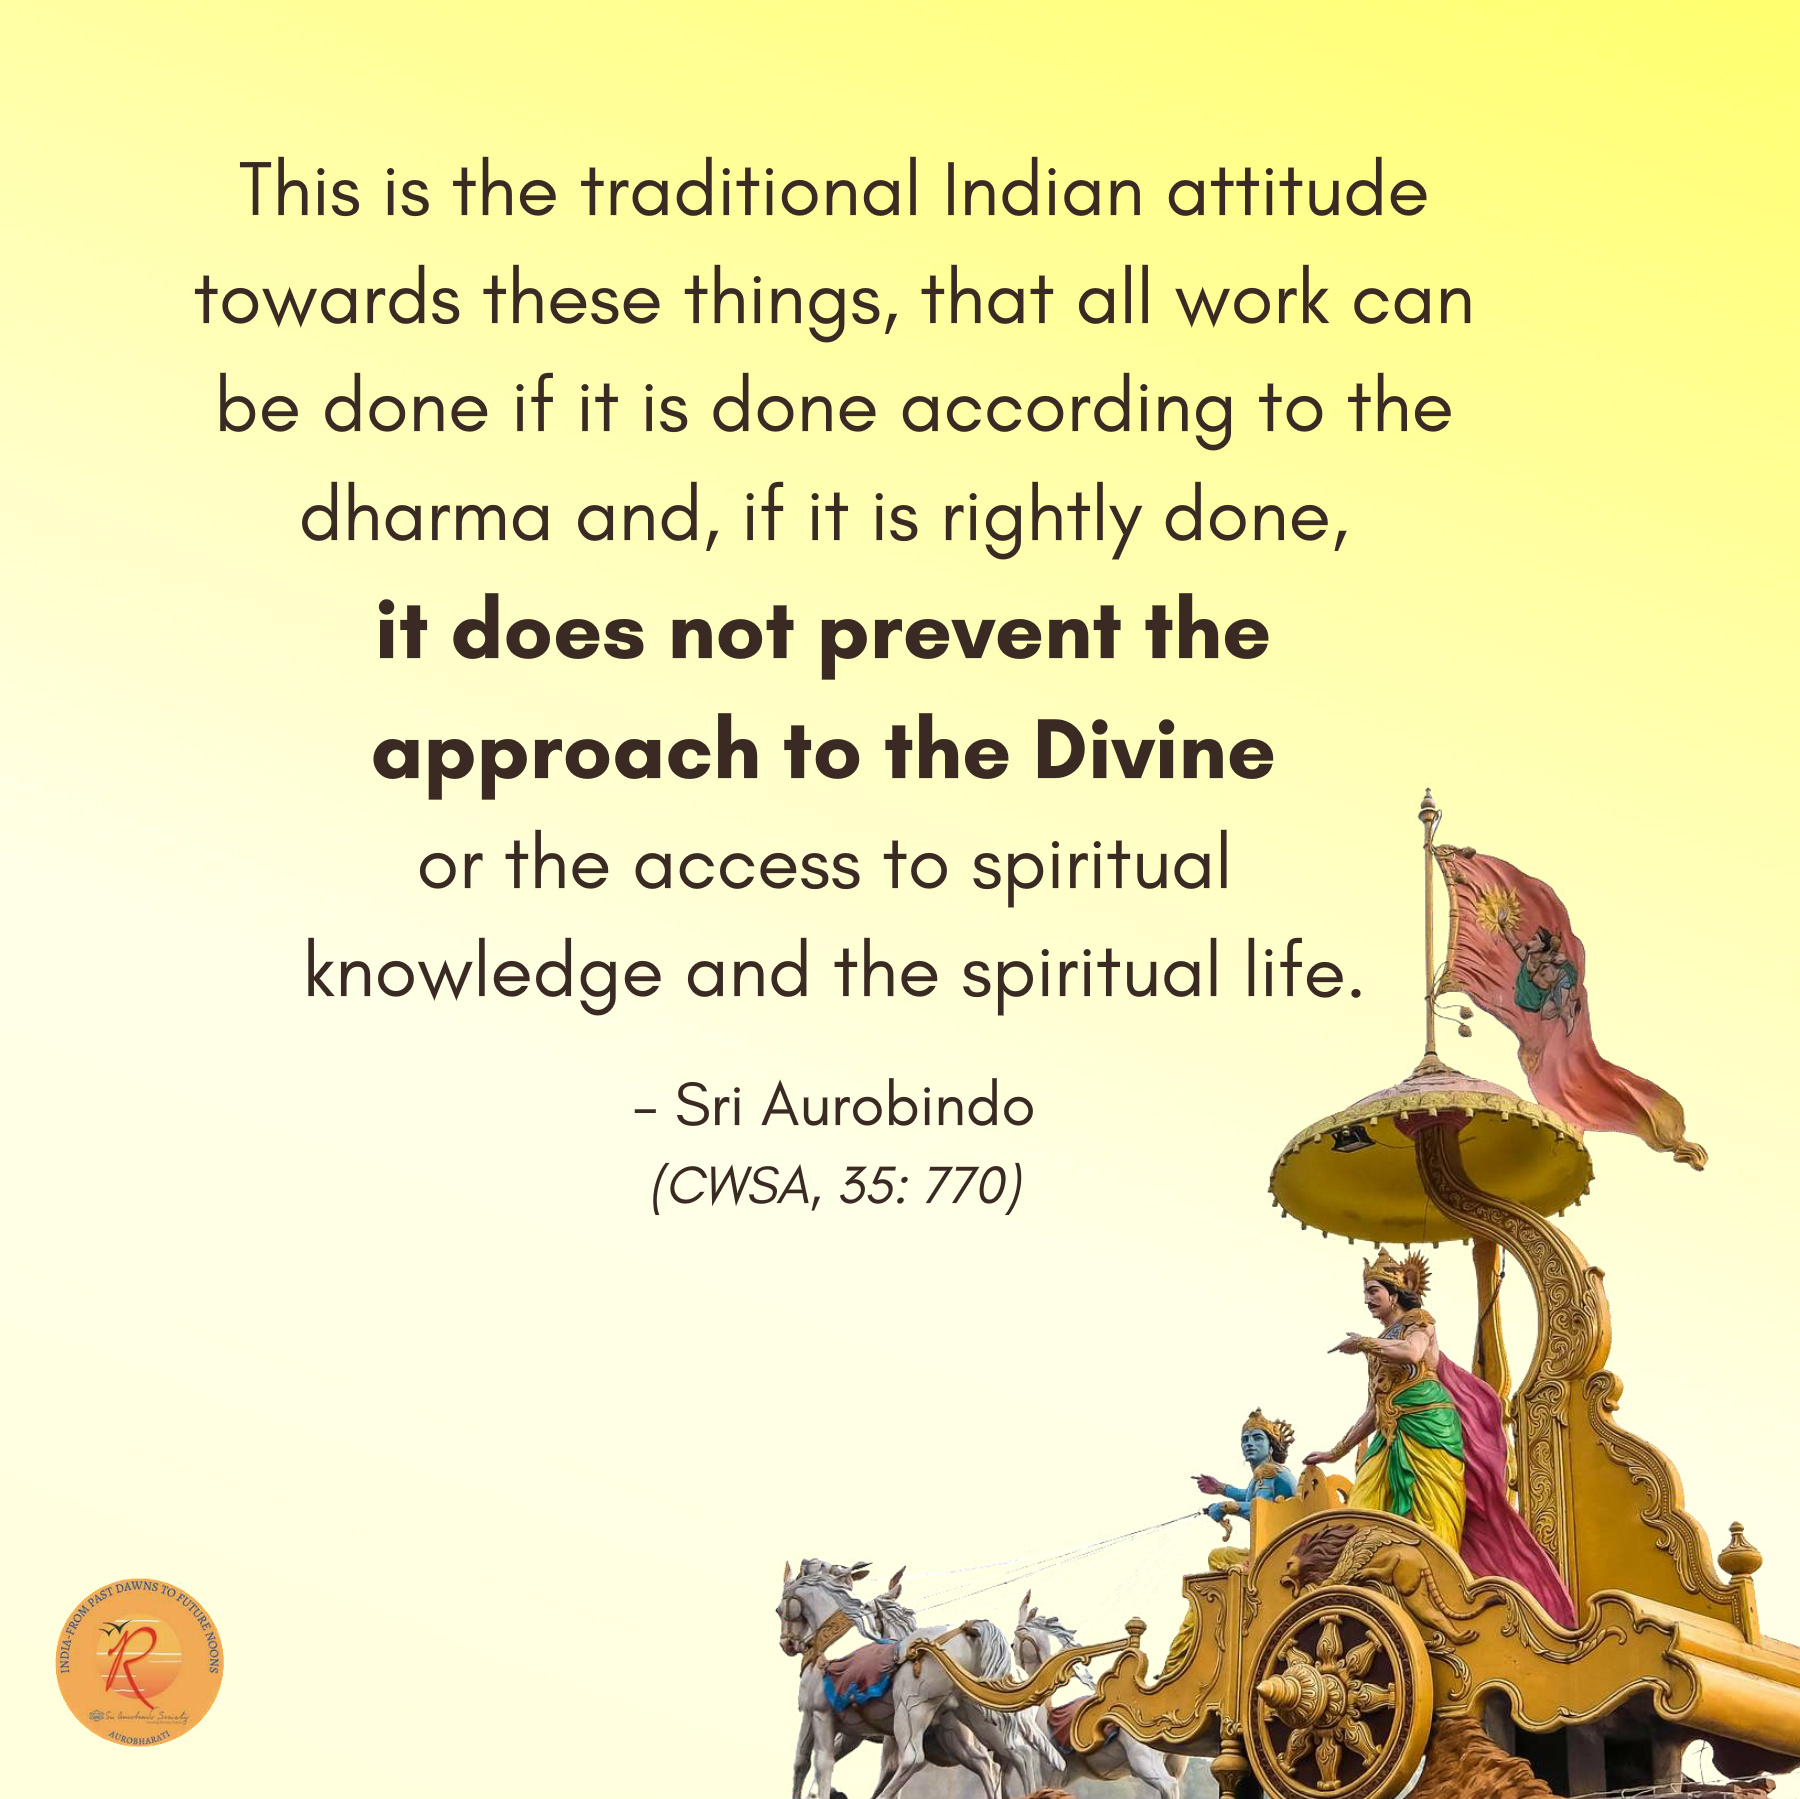 This is the traditional Indian attitude
towards these things, that all work can
be done if it is done according to the
dharma and, if it is rightly done,
it does not prevent the
approach to the Divine
or the access to spiritual
knowledge and the spiritual life.
– Sri Aurobindo
(CWSA, 35: 770)
INDIA-FROM PAST DAWNS TO FUTURE NOONS
R
Sri Aurobindo Society
AUROBHARATI